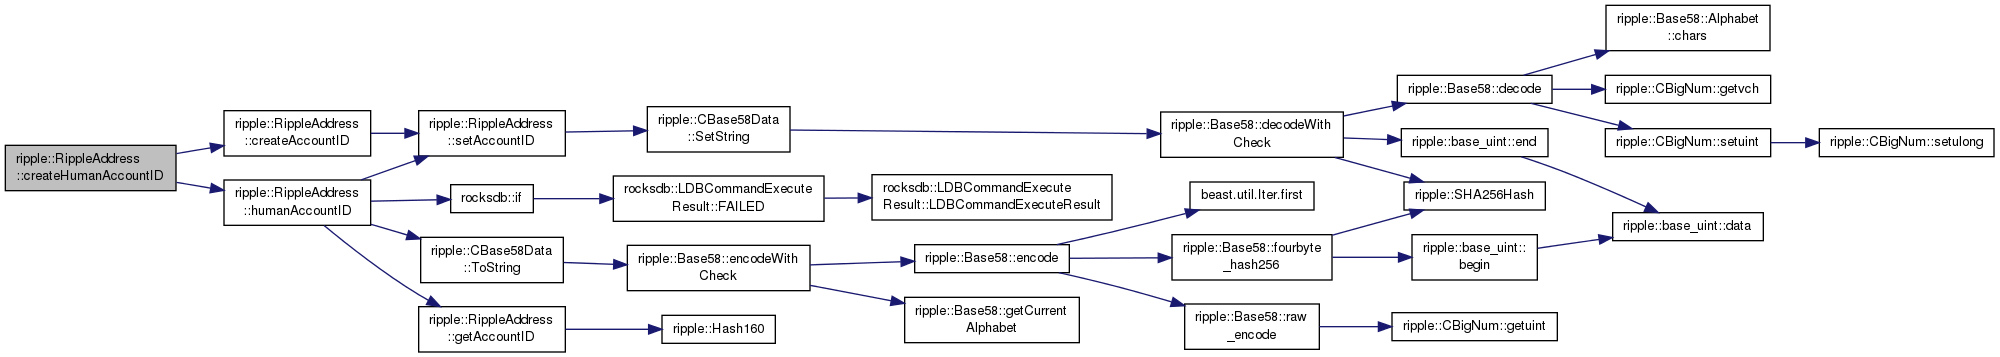 ripple::RippleAddress
::createHumanAccountID
ripple::RippleAddress
::createAccountID
ripple::RippleAddress
::humanAccountID
ripple::RippleAddress
::setAccountID
rocksdb::if
ripple::CBase58Data
::ToString
ripple::RippleAddress
::getAccountID
ripple::CBase58Data
::SetString
rocksdb::LDBCommandExecute
Result::FAILED
ripple::Base58::encodeWith
Check
ripple::Hash160
rocksdb::LDBCommandExecute
Result::LDBCommandExecuteResult
ripple::Base58::encode
ripple::Base58::getCurrent
Alphabet
ripple::Base58::decodeWith
Check
beast.util.Iter.first
ripple::Base58::fourbyte
_hash256
ripple::Base58::raw
_encode
ripple::Base58::decode
ripple::base_uint::end
ripple::SHA256Hash
ripple::base_uint::
begin
ripple::CBigNum::getuint
ripple::Base58::Alphabet
::chars
ripple::CBigNum::getvch
ripple::CBigNum::setuint
ripple::base_uint::data
ripple::CBigNum::setulong